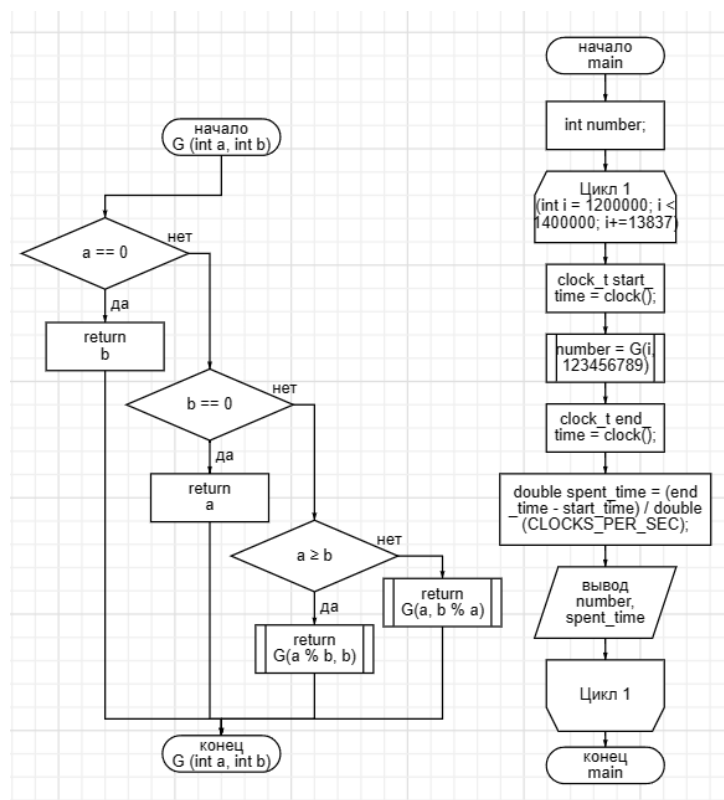 начало
G (int a, int b)
a == 0
нет
да
return
b
b == 0
нет
да
return
a
a ≥ b
нет
да
return
G(a, b % a)
return
G(a % b, b)
конец
G (int a, int b)
начало
main
int number;
Цикл 1
(int i = 1200000; i <
1400000; i+=13837)
clock_t start_
time = clock();
number = G(i,
123456789)
clock_t end_
time = clock();
double spent_time = (end
_time - start_time) / double
(CLOCKS_PER_SEC);
вывод
number,
spent_time
Цикл 1
конец
main